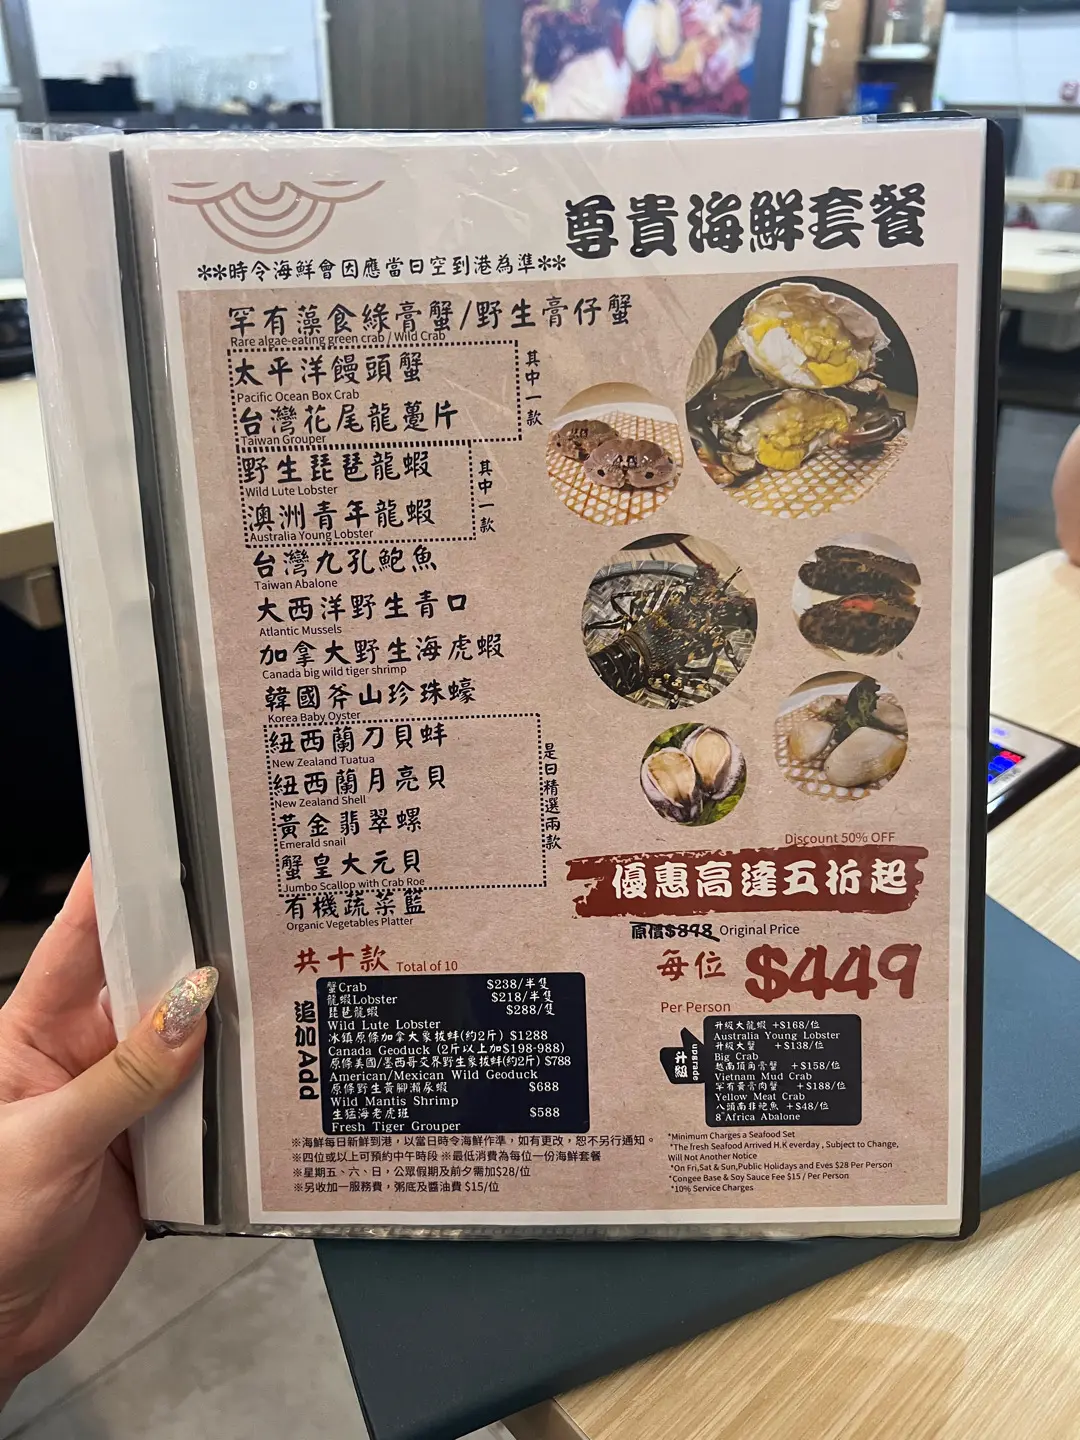 尊貴海鮮套餐
**時令海鮮會因應當日空到港為準**
罕有藻食綠膏蟹/野生膏仔蟹
Rare algae-eating green crab / Wild Crab
太平洋饅頭蟹
Pacific Ocean Box Crab
台灣花尾龍躉片
Taiwan Grouper
其中一款
野生琵琶龍蝦
Wild Lute Lobster
澳洲青年龍蝦
Australia Young Lobster
其中一款
台灣九孔鮑魚
Taiwan Abalone
大西洋野生青口
Atlantic Mussels
加拿大野生海虎蝦
Canada big wild tiger shrimp
韓國斧山珍珠蠔
Korea Baby Oyster
紐西蘭刀貝蚌
New Zealand Tuatua
紐西蘭月亮貝
New Zealand Shell
黃金翡翠螺
Emerald snail
蟹皇大元貝
Jumbo Scallop with Crab Roe
是日精選兩款
有機蔬菜籃
Organic Vegetables Platter
共十款 Total of 10
Discount 50% OFF
優惠高達五折起
原價$898 Original Price
每位 $449
Per Person
追加 Add
蟹Crab $238/半隻
龍蝦Lobster $218/半隻
琵琶龍蝦 $288/隻
Wild Lute Lobster
冰鎮原條加拿大象拔蚌(約2斤) $1288
Canada Geoduck (2斤以上加$198-988)
原條美國/墨西哥交界野生象拔蚌(約2斤) $788
American/Mexican Wild Geoduck
原條野生黃腳瀨尿蝦 $688
Wild Mantis Shrimp
生猛海老虎班 $588
Fresh Tiger Grouper
升級 upgrade
升級大龍蝦 +$168/位
Australia Young Lobster
升級大蟹 +$138/位
Big Crab
越南頂角膏蟹 +$158/位
Vietnam Mud Crab
罕有黃膏肉蟹 +$188/位
Yellow Meat Crab
八頭南非鮑魚 +$48/位
8 Africa Abalone
※海鮮每日新鮮到港，以當日時令海鮮作準，如有更改，恕不另行通知。
※四位或以上可預約中午時段 ※最低消費為每位一份海鮮套餐
※星期五、六、日，公眾假期及前夕需加$28/位
※另收加一服務費，粥底及醬油費 $15/位
*Minimum Charges a Seafood Set
*The fresh Seafood Arrived H.K everday , Subject to Change,
Will Not Another Notice
*On Fri,Sat & Sun,Public Holidays and Eves $28 Per Person
*Congee Base & Soy Sauce Fee $15 / Per Person
*10% Service Charges